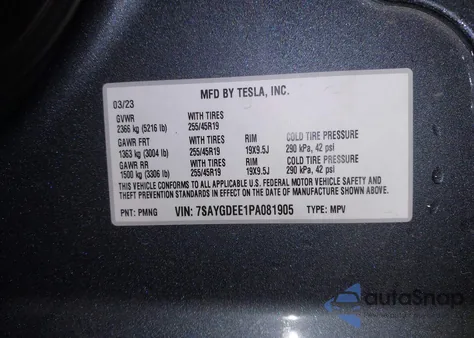 MFD BY TESLA, INC.
03/23
GVWR WITH TIRES
2366 kg (5216 lb) 255/45R19
GAWR FRT WITH TIRES RIM COLD TIRE PRESSURE
1363 kg (3004 lb) 255/45R19 19X9.5J 290 kPa, 42 psi
GAWR RR WITH TIRES RIM COLD TIRE PRESSURE
1500 kg (3306 lb) 255/45R19 19X9.5J 290 kPa, 42 psi
THIS VEHICLE CONFORMS TO ALL APPLICABLE U.S. FEDERAL MOTOR VEHICLE SAFETY AND
THEFT PREVENTION STANDARDS IN EFFECT ON THE DATE OF MANUFACTURE SHOWN ABOVE.
PNT: PMNG VIN: 7SAYGDEE1PA081905 TYPE: MPV
autoSnap